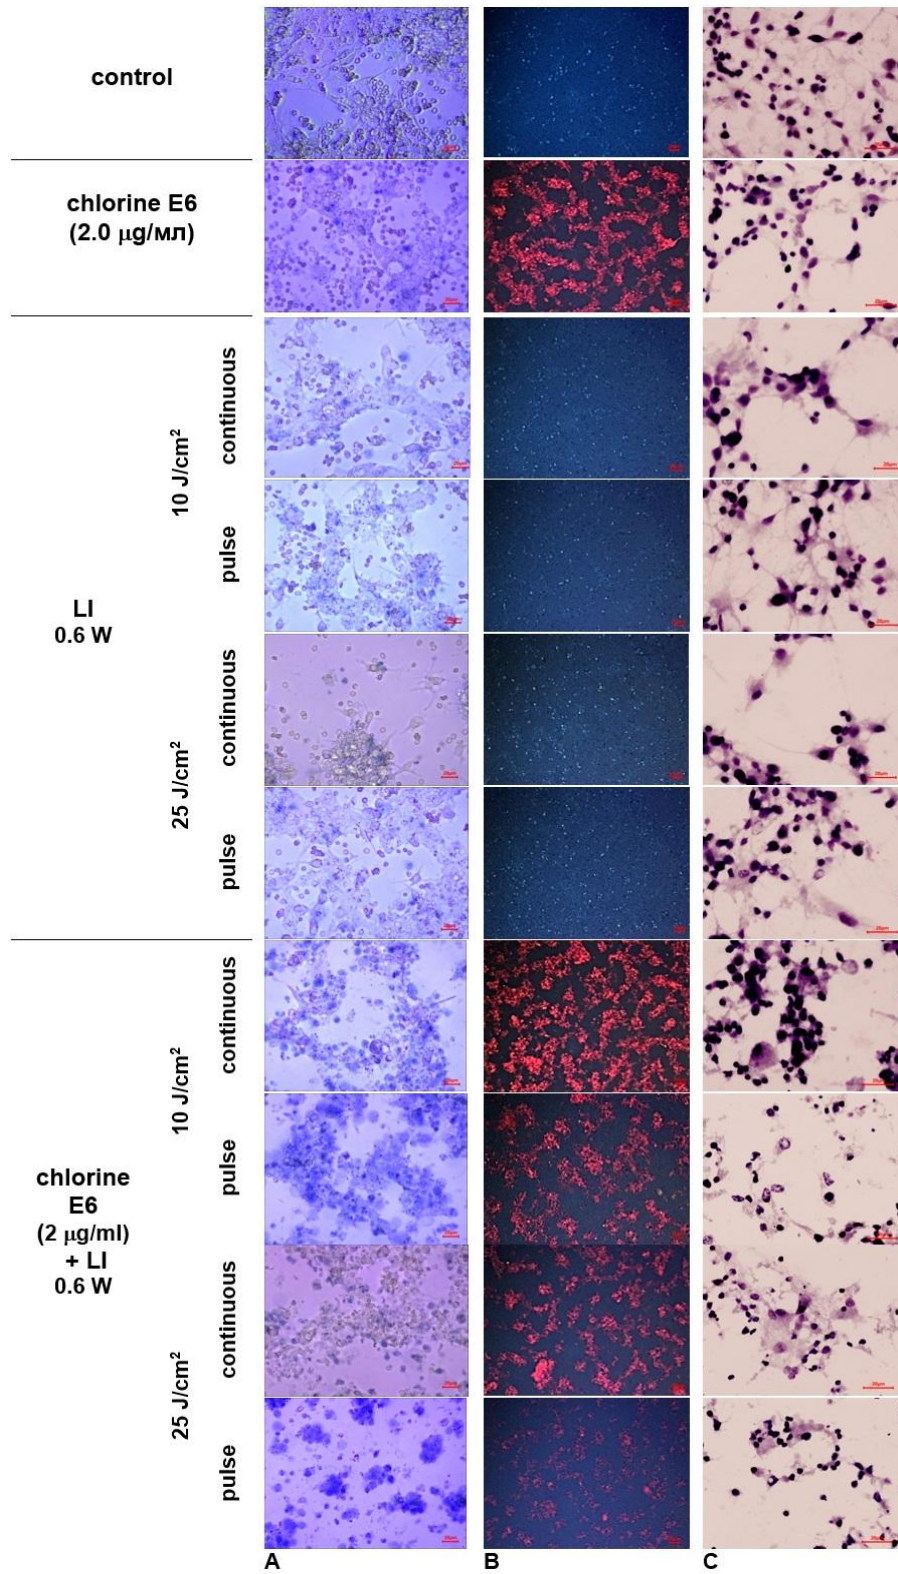 control
chlorine E6
(2.0 μg/мл)
LI
0.6 W
10 J/cm²
continuous
pulse
25 J/cm²
continuous
pulse
chlorine
E6
(2 μg/ml)
+ LI
0.6 W
10 J/cm²
continuous
pulse
25 J/cm²
continuous
pulse
A
B
C